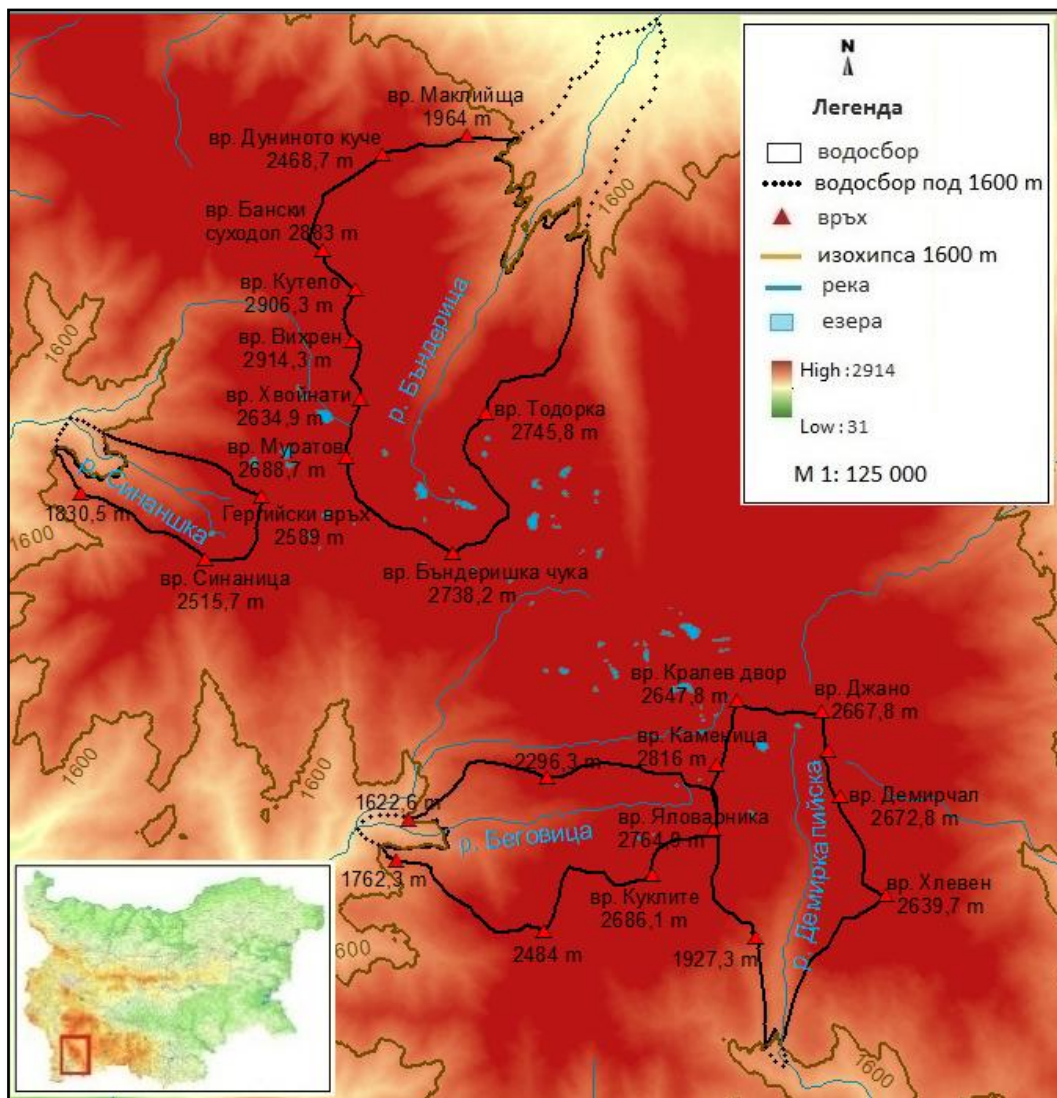 вр. Маклийща
1964 m
вр. Дуниното куче
2468,7 m
вр. Бански
суходол 2883 m
вр. Кутело
2906,3 m
вр. Вихрен
2914,3 m
вр. Хвойнати
2634,9 m
вр. Муратов
2688,7 m
р. Бъндерица
вр. Тодорка
2745,8 m
1600
1600
р. Синаншка
1830,5 m
Гергийски връх
2589 m
вр. Синаница
2515,7 m
вр. Бъндеришка чука
2738,2 m
1600
1600
1600
вр. Кралев двор
2647,8 m
вр. Джано
2667,8 m
вр. Каменица
2816 m
2296,3 m
1622,6 m
вр. Яловарника
2764,9 m
р. Беговица
р. Демиркапийска
вр. Демирчал
2672,8 m
1762,3 m
вр. Куклите
2686,1 m
вр. Хлевен
2639,7 m
2484 m
1927,3 m
1600
1600
N
Легенда
водосбор
водосбор под 1600 m
връх
изохипса 1600 m
река
езера
High : 2914
Low : 31
М 1: 125 000